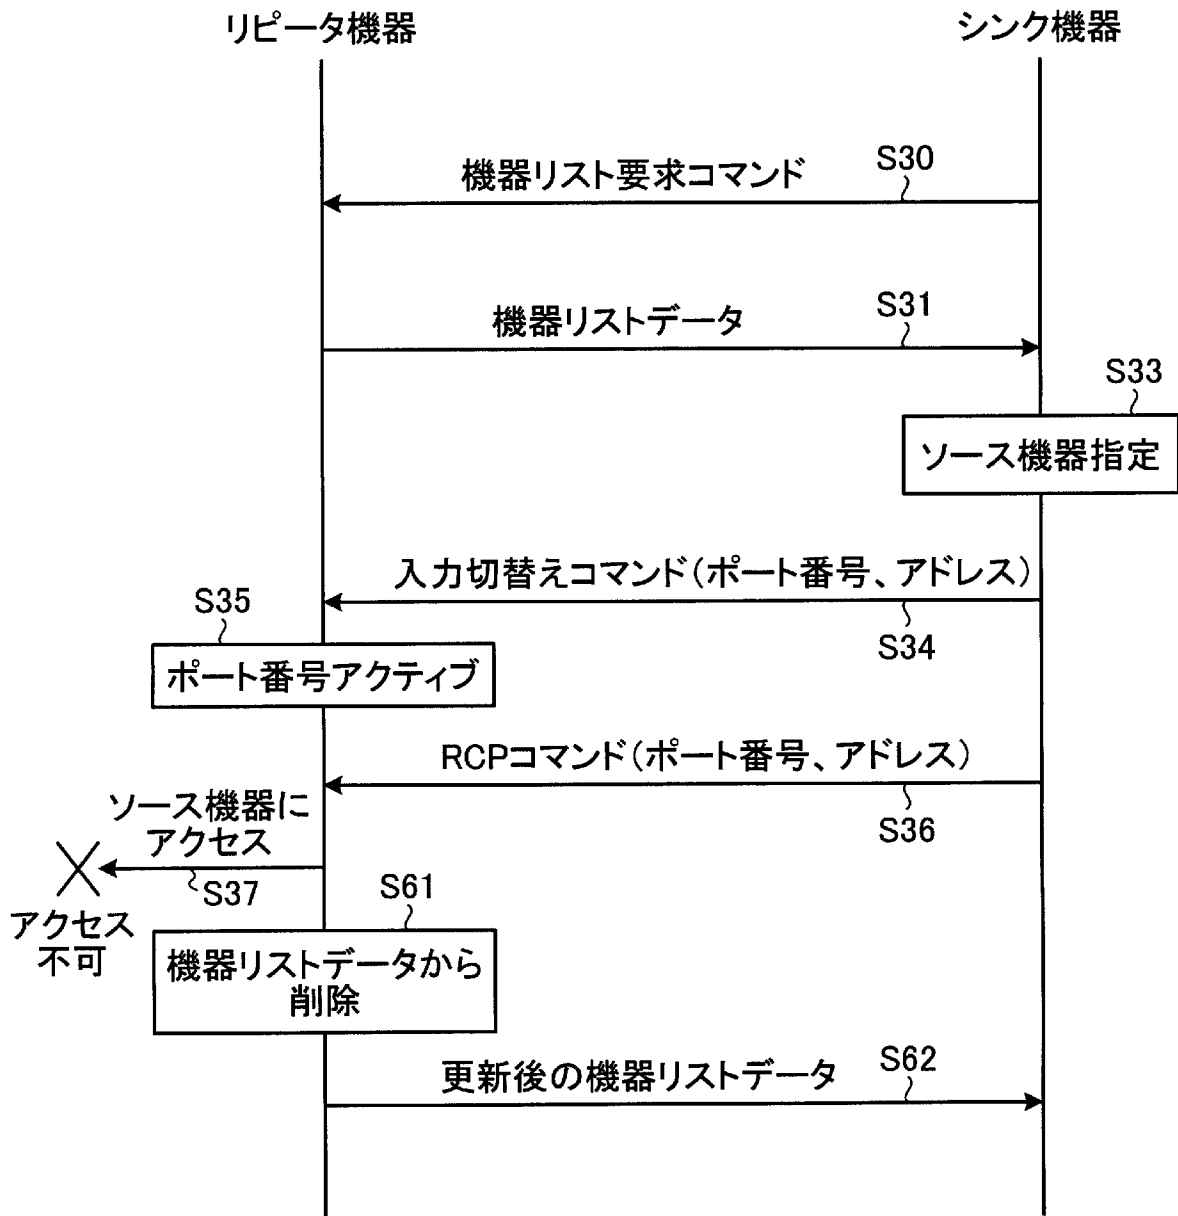 リピータ機器
シンク機器
S30
機器リスト要求コマンド
S31
機器リストデータ
S33
ソース機器指定
入力切替えコマンド（ポート番号、アドレス）
S34
S35
ポート番号アクティブ
RCPコマンド（ポート番号、アドレス）
S36
ソース機器に
アクセス
S37
アクセス
不可
S61
機器リストデータから
削除
S62
更新後の機器リストデータ